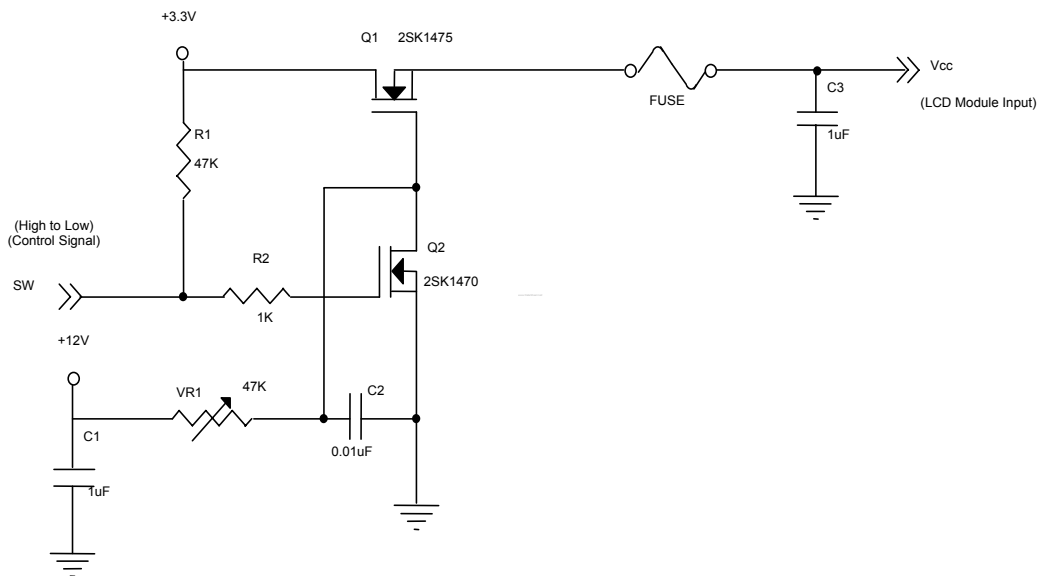 +3.3V
Q1 2SK1475
Vcc
(LCD Module Input)
FUSE
C3
1uF
R1
47K
(High to Low)
(Control Signal)
SW
R2
1K
Q2
2SK1470
+12V
VR1
47K
C2
0.01uF
C1
1uF